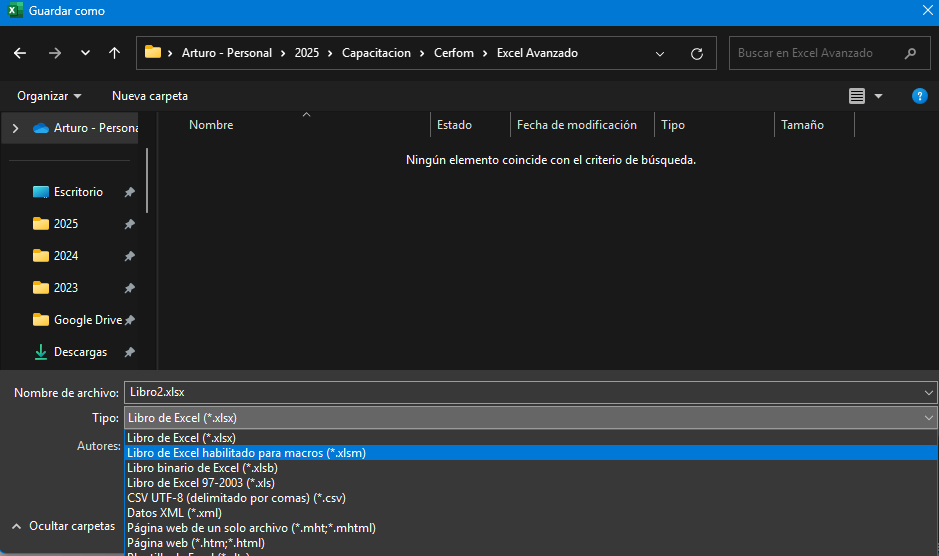 Guardar como
Arturo - Personal > 2025 > Capacitacion > Cerfom > Excel Avanzado
Buscar en Excel Avanzado
Organizar
Nueva carpeta
?
Arturo - Persona
Nombre
Estado
Fecha de modificación
Tipo
Tamaño
Ningún elemento coincide con el criterio de búsqueda.
Escritorio
2025
2024
2023
Google Drive
Descargas
Nombre de archivo: Libro2.xlsx
Tipo: Libro de Excel (*.xlsx)
Autores:
Libro de Excel (*.xlsx)
Libro de Excel habilitado para macros (*.xlsm)
Libro binario de Excel (*.xlsb)
Libro de Excel 97-2003 (*.xls)
CSV UTF-8 (delimitado por comas) (*.csv)
Datos XML (*.xml)
Página web de un solo archivo (*.mht;*.mhtml)
Página web (*.htm;*.html)
Ocultar carpetas